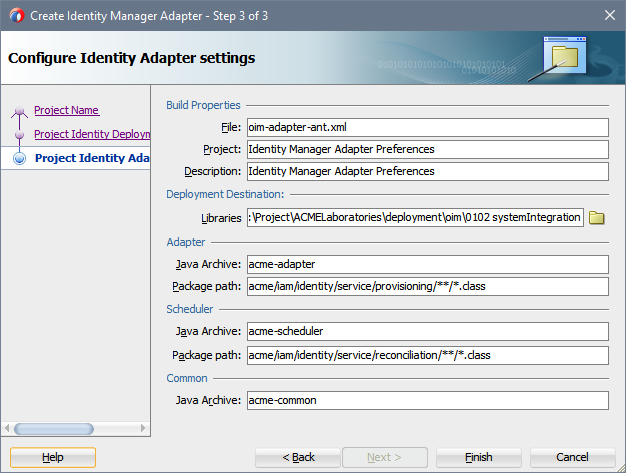 Create Identity Manager Adapter - Step 3 of 3
Configure Identity Adapter settings
010101010101010101010101
01010101010
Project Name
Project Identity Deploym
Project Identity Ada
Build Properties
File: oim-adapter-ant.xml
Project: Identity Manager Adapter Preferences
Description: Identity Manager Adapter Preferences
Deployment Destination:
Libraries :\Project\ACMELaboratories\deployment\oim\0102 systemIntegration
Adapter
Java Archive: acme-adapter
Package path: acme/iam/identity/service/provisioning/**/*.class
Scheduler
Java Archive: acme-scheduler
Package path: acme/iam/identity/service/reconciliation/**/*.class
Common
Java Archive: acme-common
Help < Back Next > Finish Cancel